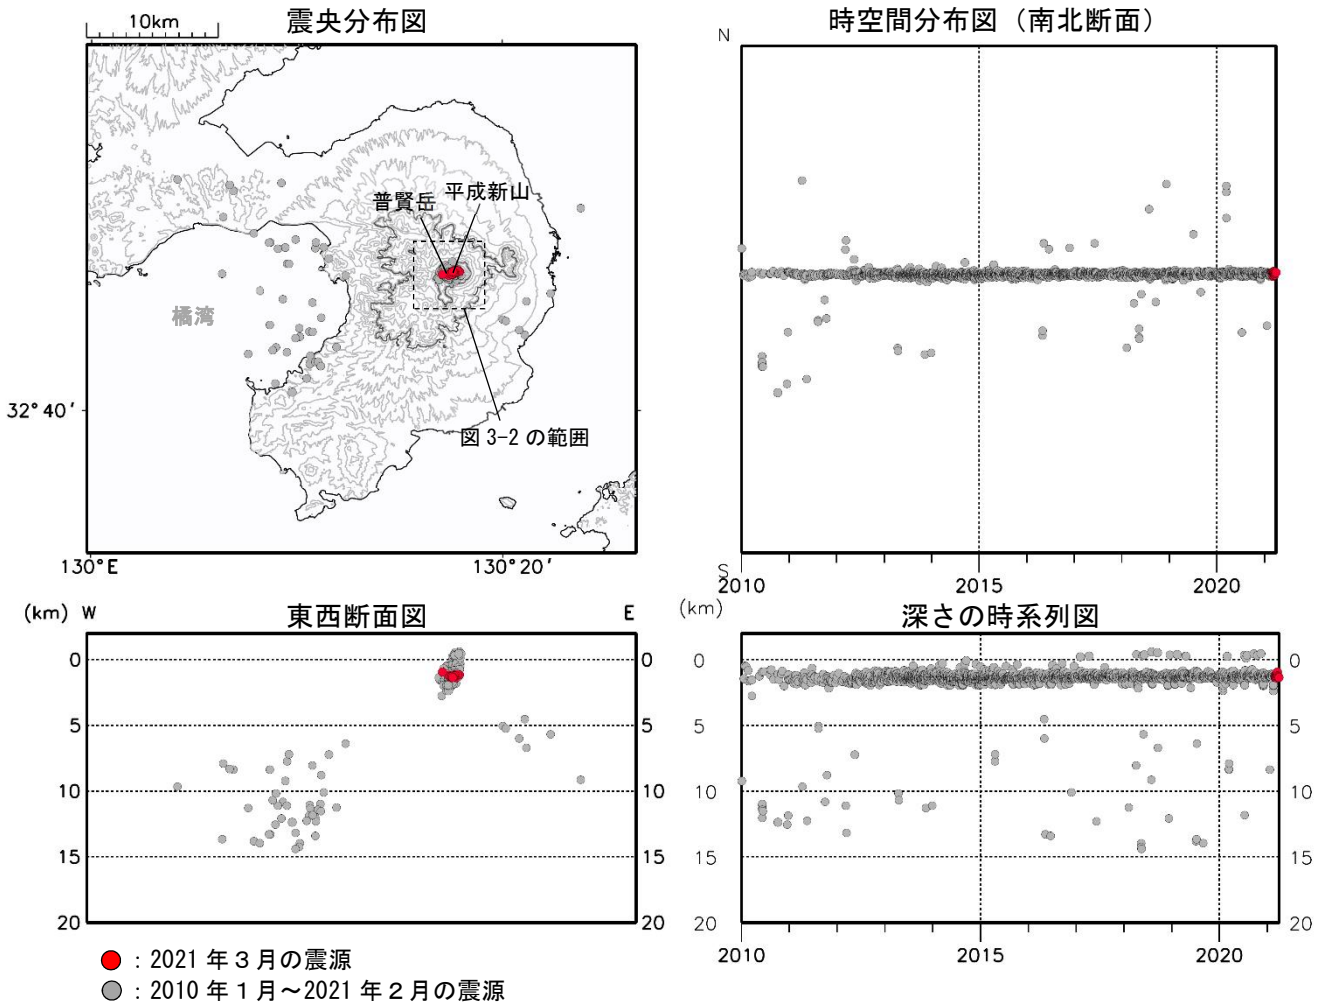 震央分布図
10km
普賢岳
平成新山
橘湾
図 3-2 の範囲
32°40'
130°E
130°20'
時空間分布図（南北断面）
N
S
2010
2015
2020
東西断面図
(km)
W
E
0
5
10
15
20
0
5
10
15
20
深さの時系列図
(km)
0
5
10
15
20
0
5
10
15
20
2010
2015
2020
：2021 年３月の震源
：2010 年１月～2021 年２月の震源